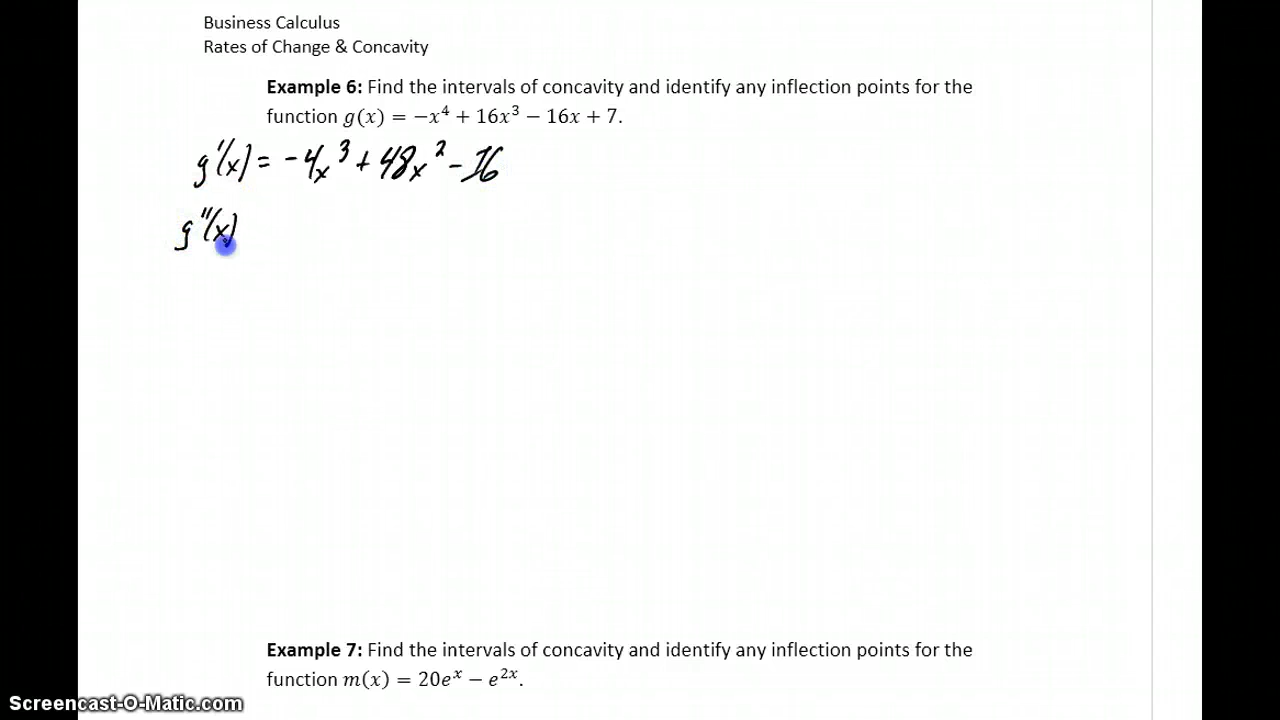 Business Calculus
Rates of Change & Concavity
Example 6: Find the intervals of concavity and identify any inflection points for the
function g(x) = −x⁴ + 16x³ − 16x + 7.
g'(x) = -4x³ + 48x² - 16
g''(x)
Example 7: Find the intervals of concavity and identify any inflection points for the
function m(x) = 20eˣ − e²ˣ.
Screencast-O-Matic.com